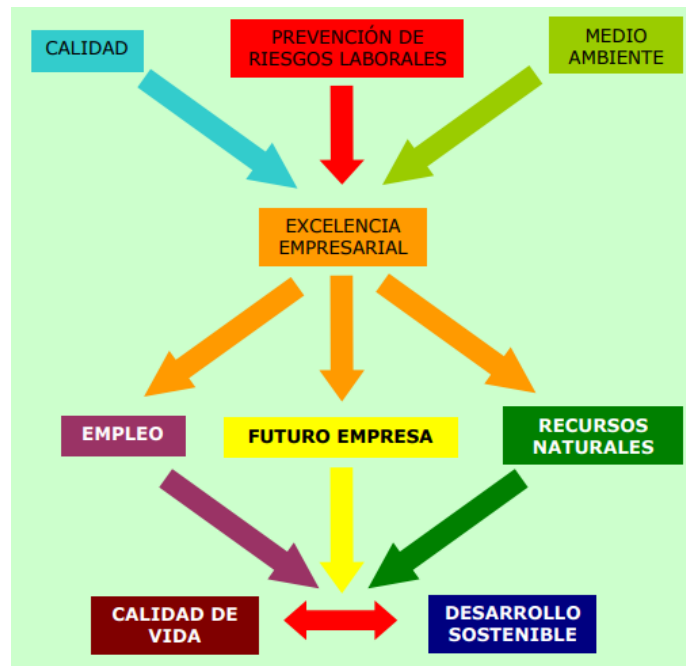 CALIDAD
PREVENCIÓN DE
RIESGOS LABORALES
MEDIO
AMBIENTE
EXCELENCIA
EMPRESARIAL
EMPLEO
FUTURO EMPRESA
RECURSOS
NATURALES
CALIDAD DE
VIDA
DESARROLLO
SOSTENIBLE